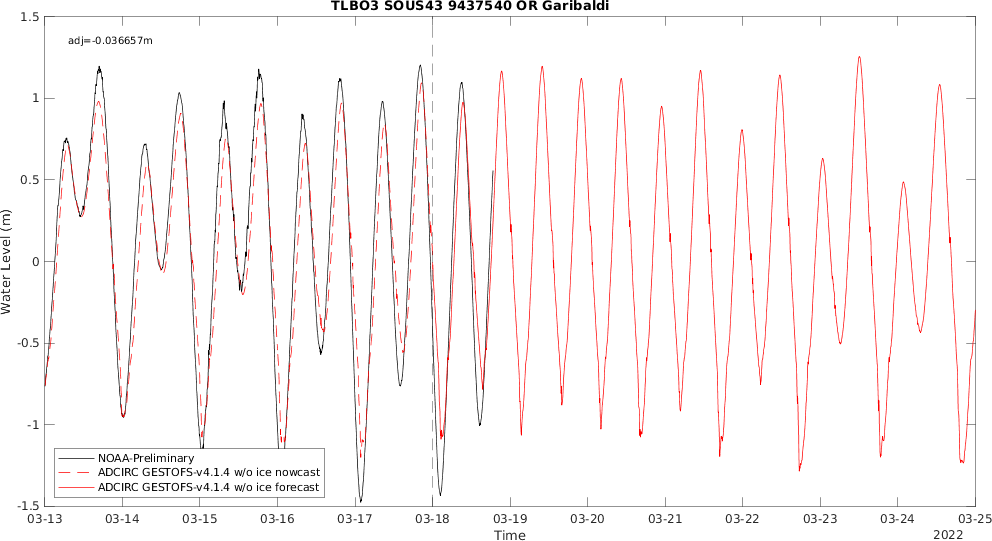 TLBO3 SOUS43 9437540 OR Garibaldi
adj=-0.036657m
1.5
1
0.5
0
-0.5
-1
-1.5
Water Level (m)
NOAA-Preliminary
ADCIRC GESTOFS-v4.1.4 w/o ice nowcast
ADCIRC GESTOFS-v4.1.4 w/o ice forecast
03-13 03-14 03-15 03-16 03-17 03-18 03-19 03-20 03-21 03-22 03-23 03-24 03-25
Time
2022